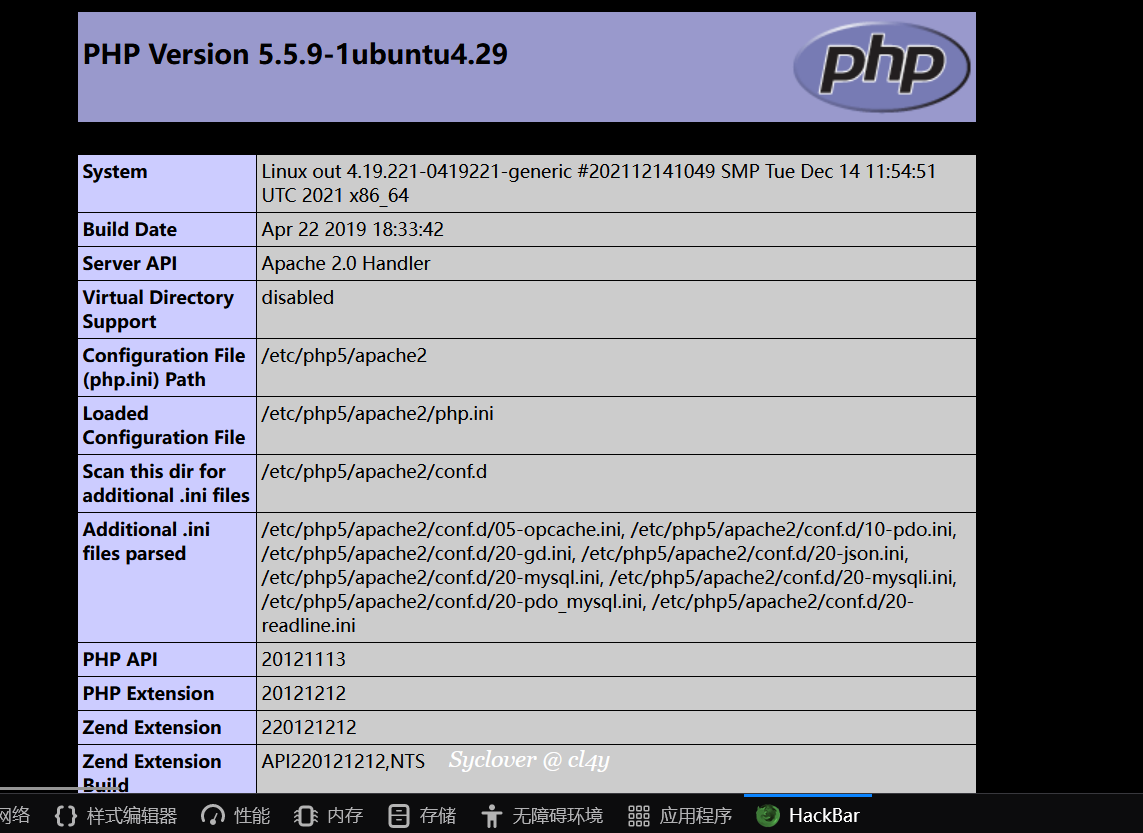 PHP Version 5.5.9-1ubuntu4.29
php
System
Linux out 4.19.221-0419221-generic #202112141049 SMP Tue Dec 14 11:54:51
UTC 2021 x86_64
Build Date
Apr 22 2019 18:33:42
Server API
Apache 2.0 Handler
Virtual Directory
Support
disabled
Configuration File
(php.ini) Path
/etc/php5/apache2
Loaded
Configuration File
/etc/php5/apache2/php.ini
Scan this dir for
additional .ini files
/etc/php5/apache2/conf.d
Additional .ini
files parsed
/etc/php5/apache2/conf.d/05-opcache.ini, /etc/php5/apache2/conf.d/10-pdo.ini,
/etc/php5/apache2/conf.d/20-gd.ini, /etc/php5/apache2/conf.d/20-json.ini,
/etc/php5/apache2/conf.d/20-mysql.ini, /etc/php5/apache2/conf.d/20-mysqli.ini,
/etc/php5/apache2/conf.d/20-pdo_mysql.ini, /etc/php5/apache2/conf.d/20-
readline.ini
PHP API
20121113
PHP Extension
20121212
Zend Extension
220121212
Zend Extension
Build
API220121212,NTS
Syclover @ cl4y
网络 {} 样式编辑器 性能 内存 存储 无障碍环境 应用程序 HackBar